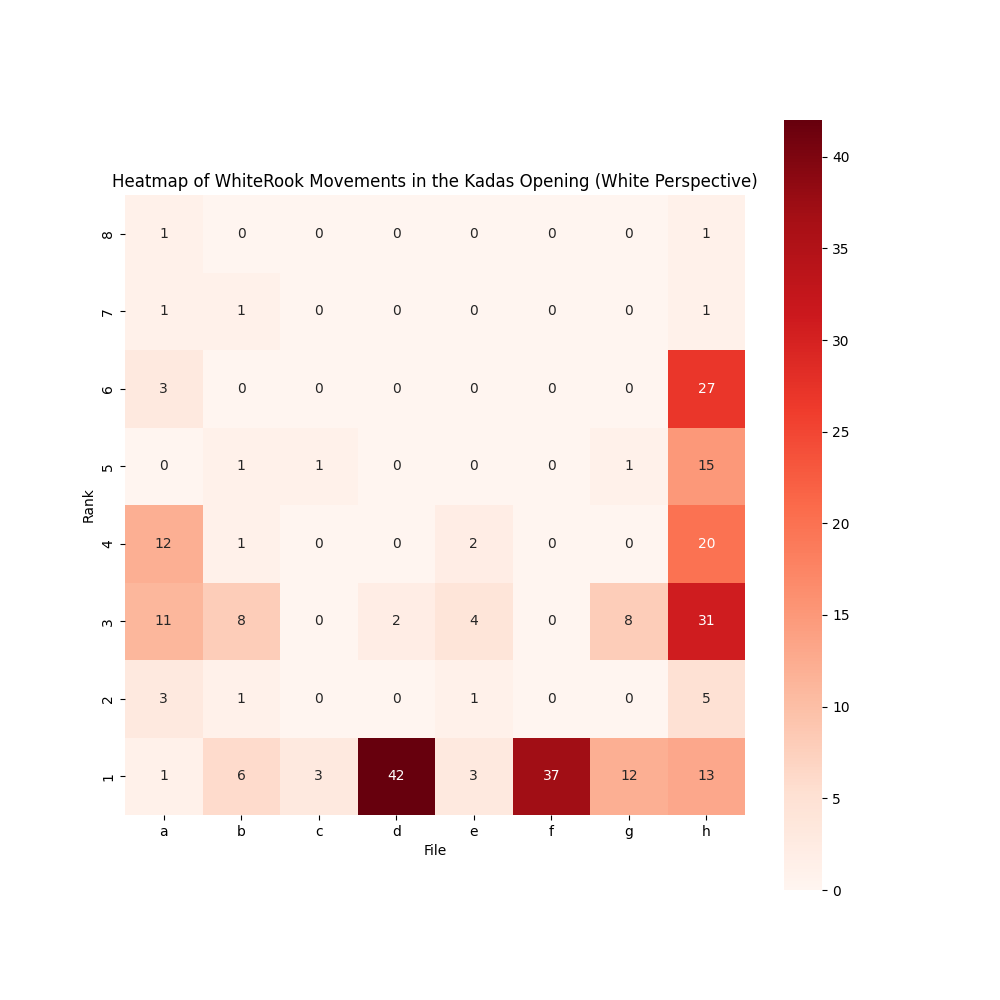 Heatmap of WhiteRook Movements in the Kadas Opening (White Perspective)
8 1 0 0 0 0 0 0 1
7 1 1 0 0 0 0 0 1
6 3 0 0 0 0 0 0 27
5 0 1 1 0 0 0 1 15
4 12 1 0 0 2 0 0 20
3 11 8 0 2 4 0 8 31
2 3 1 0 0 1 0 0 5
1 1 6 3 42 3 37 12 13
a b c d e f g h
File
Rank
40
35
30
25
20
15
10
5
0